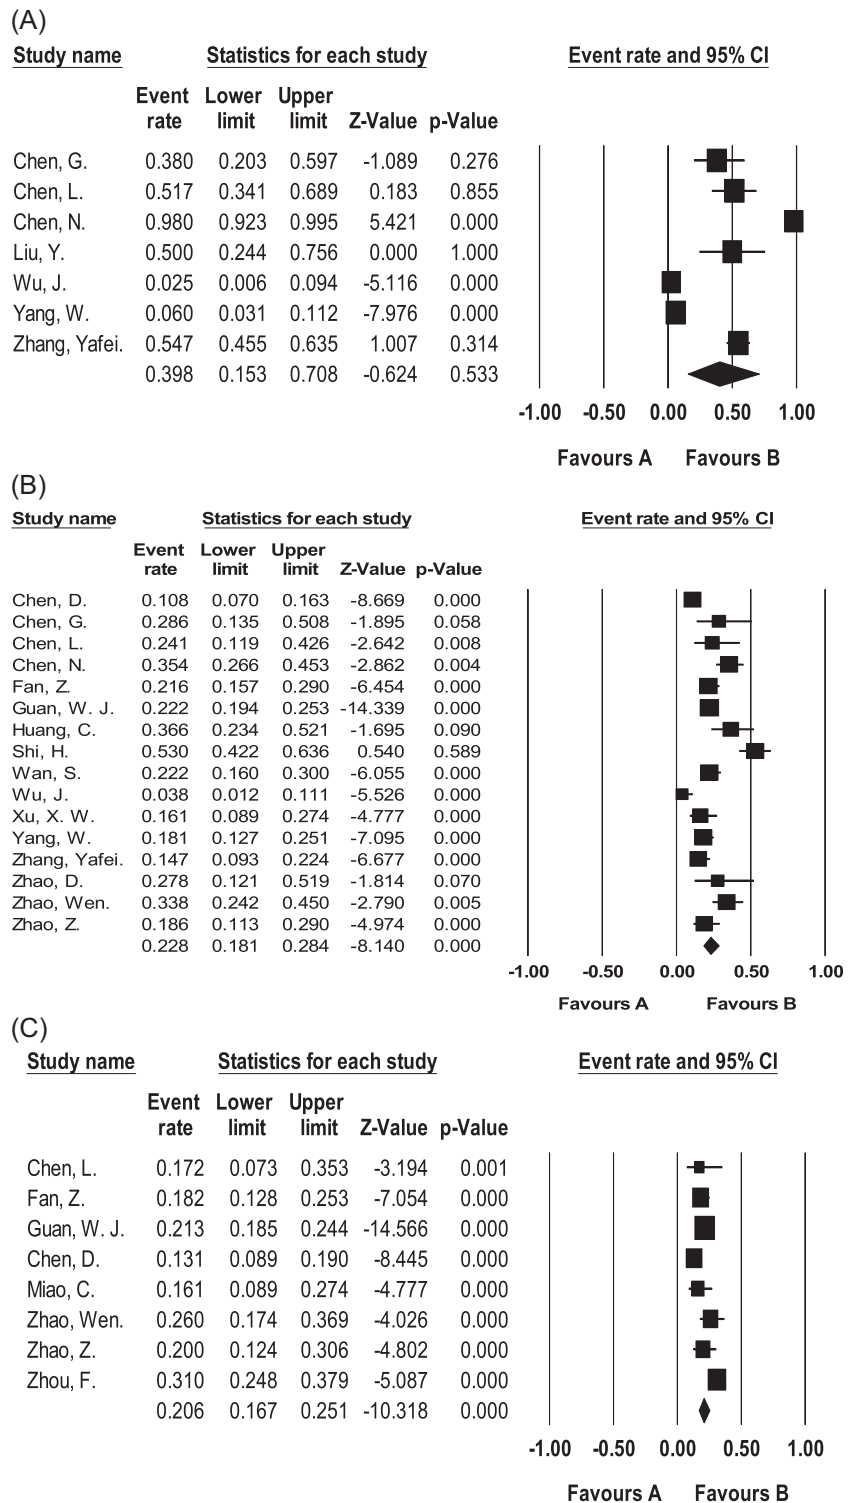 (A)
Study name Statistics for each study Event rate and 95% CI
Event Lower Upper
rate limit limit Z-Value p-Value
Chen, G. 0.380 0.203 0.597 -1.089 0.276
Chen, L. 0.517 0.341 0.689 0.183 0.855
Chen, N. 0.980 0.923 0.995 5.421 0.000
Liu, Y. 0.500 0.244 0.756 0.000 1.000
Wu, J. 0.025 0.006 0.094 -5.116 0.000
Yang, W. 0.060 0.031 0.112 -7.976 0.000
Zhang, Yafei. 0.547 0.455 0.635 1.007 0.314
0.398 0.153 0.708 -0.624 0.533
-1.00 -0.50 0.00 0.50 1.00
Favours A Favours B
(B)
Study name Statistics for each study Event rate and 95% CI
Event Lower Upper
rate limit limit Z-Value p-Value
Chen, D. 0.108 0.070 0.163 -8.669 0.000
Chen, G. 0.286 0.135 0.508 -1.895 0.058
Chen, L. 0.241 0.119 0.426 -2.642 0.008
Chen, N. 0.354 0.266 0.453 -2.862 0.004
Fan, Z. 0.216 0.157 0.290 -6.454 0.000
Guan, W. J. 0.222 0.194 0.253 -14.339 0.000
Huang, C. 0.366 0.234 0.521 -1.695 0.090
Shi, H. 0.530 0.422 0.636 0.540 0.589
Wan, S. 0.222 0.160 0.300 -6.055 0.000
Wu, J. 0.038 0.012 0.111 -5.526 0.000
Xu, X. W. 0.161 0.089 0.274 -4.777 0.000
Yang, W. 0.181 0.127 0.251 -7.095 0.000
Zhang, Yafei. 0.147 0.093 0.224 -6.677 0.000
Zhao, D. 0.278 0.121 0.519 -1.814 0.070
Zhao, Wen. 0.338 0.242 0.450 -2.790 0.005
Zhao, Z. 0.186 0.113 0.290 -4.974 0.000
0.228 0.181 0.284 -8.140 0.000
-1.00 -0.50 0.00 0.50 1.00
Favours A Favours B
(C)
Study name Statistics for each study Event rate and 95% CI
Event Lower Upper
rate limit limit Z-Value p-Value
Chen, L. 0.172 0.073 0.353 -3.194 0.001
Fan, Z. 0.182 0.128 0.253 -7.054 0.000
Guan, W. J. 0.213 0.185 0.244 -14.566 0.000
Chen, D. 0.131 0.089 0.190 -8.445 0.000
Miao, C. 0.161 0.089 0.274 -4.777 0.000
Zhao, Wen. 0.260 0.174 0.369 -4.026 0.000
Zhao, Z. 0.200 0.124 0.306 -4.802 0.000
Zhou, F. 0.310 0.248 0.379 -5.087 0.000
0.206 0.167 0.251 -10.318 0.000
-1.00 -0.50 0.00 0.50 1.00
Favours A Favours B